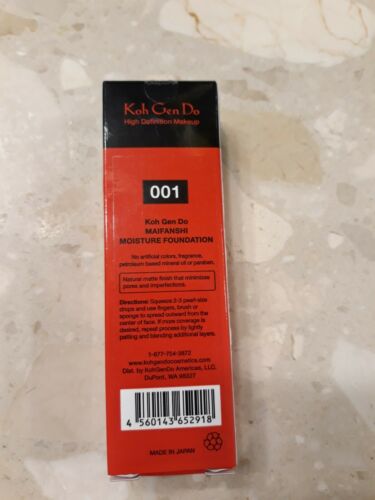 Koh Gen Do
High Definition Makeup
001
Koh Gen Do
MAIFANSHI
MOISTURE FOUNDATION
No artificial colors, fragrance,
petroleum based mineral oil or paraben.
Natural matte finish that minimizes
pores and imperfections.
Directions: Squeeze 2-3 pearl-size
drops and use fingers, brush or
sponge to spread outward from the
center of face. If more coverage is
desired, repeat process by lightly
patting and blending additional layers.
1-877-754-3872
www.kohgendocosmetics.com
Dist. by KohGenDo Americas, LLC.
DuPont, WA 98327
4 560143 652918
MADE IN JAPAN